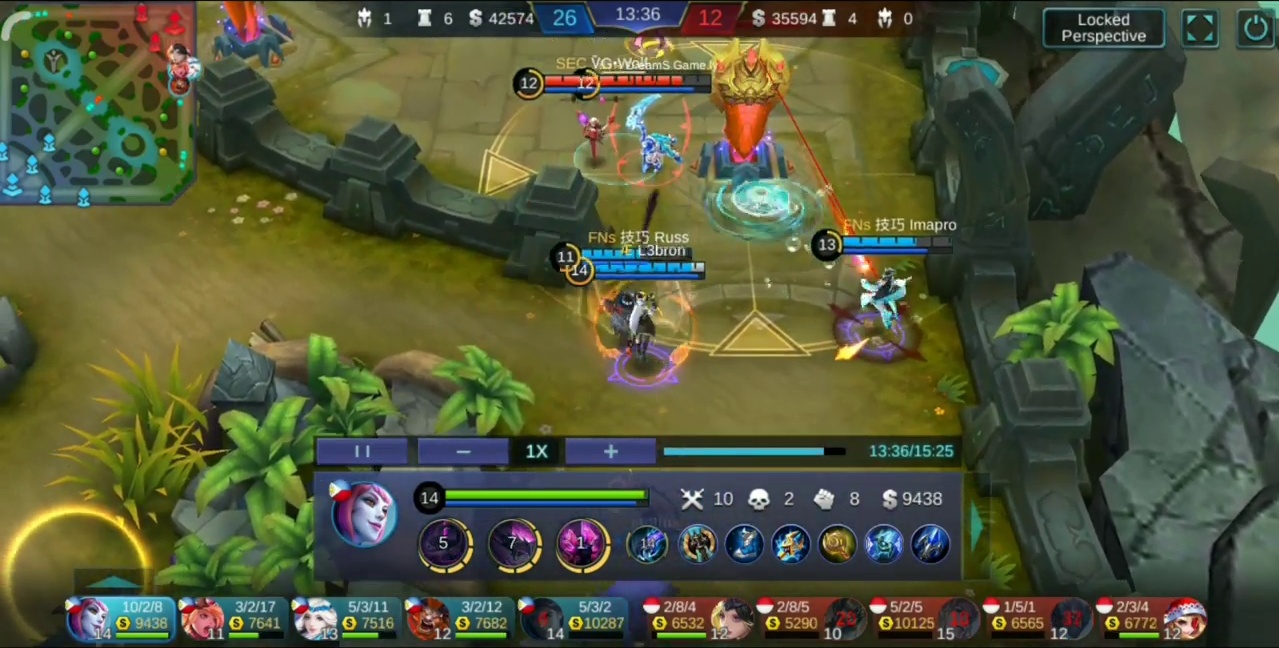 1 6 $ 42574 26 13:36 12 $ 35594 4 0
Locked
Perspective
SEC VG•Wolf
DreamS Game
12 12
FNs 技巧 Imapro
13
FNs 技巧 Russ
L3bron
11
14
1X
13:36/15:25
14 10 2 8 $ 9438
5 7 1
10/2/8 3/2/17 5/3/11 3/2/12 5/3/2 2/8/4 2/8/5 5/2/5 1/5/1 2/3/4
9438 7641 7516 7682 10287 6532 5290 10125 6565 6772
14 11 13 12 14 12 10 15 12 12